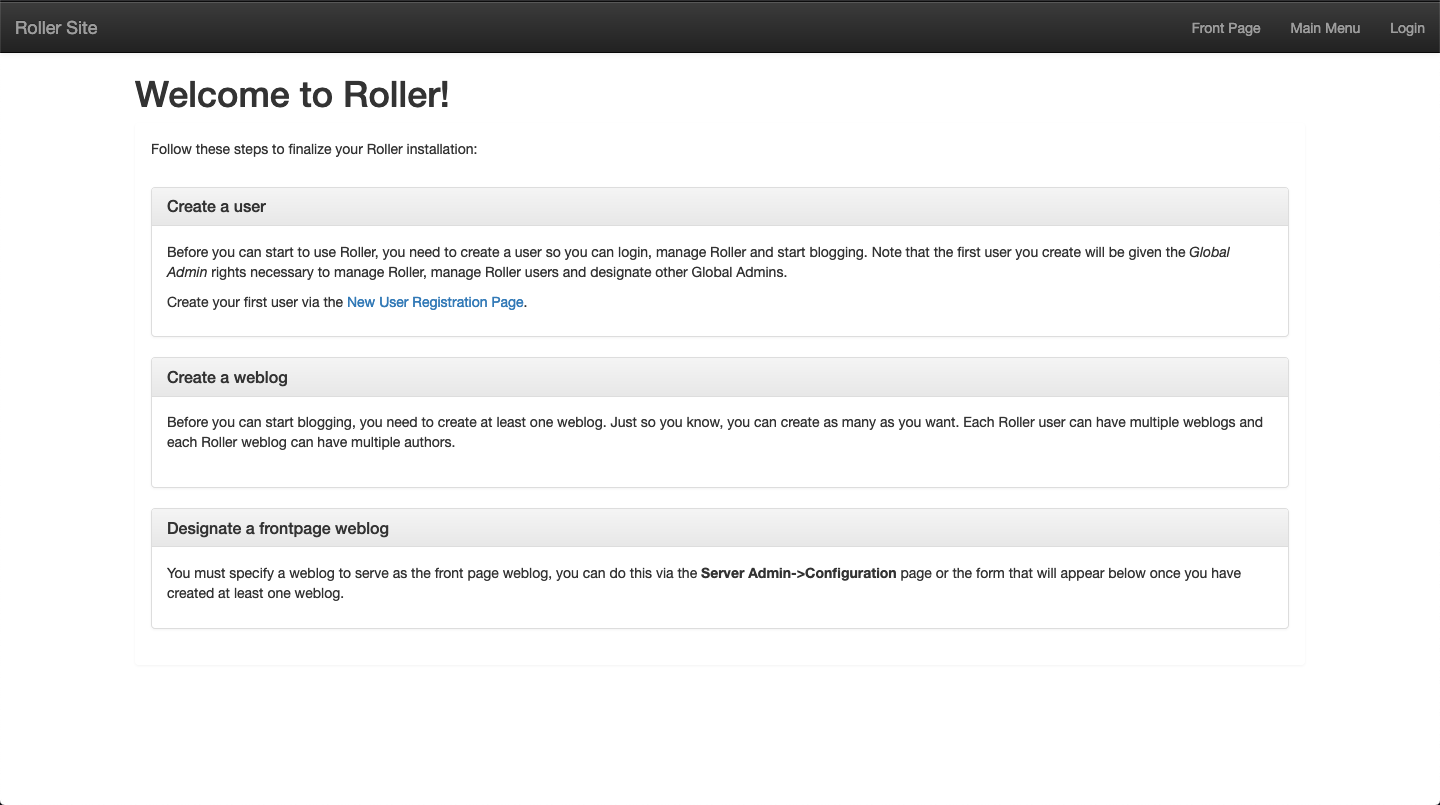 Roller Site
Front Page
Main Menu
Login
Welcome to Roller!
Follow these steps to finalize your Roller installation:
Create a user
Before you can start to use Roller, you need to create a user so you can login, manage Roller and start blogging. Note that the first user you create will be given the Global
Admin rights necessary to manage Roller, manage Roller users and designate other Global Admins.
Create your first user via the New User Registration Page.
Create a weblog
Before you can start blogging, you need to create at least one weblog. Just so you know, you can create as many as you want. Each Roller user can have multiple weblogs and
each Roller weblog can have multiple authors.
Designate a frontpage weblog
You must specify a weblog to serve as the front page weblog, you can do this via the Server Admin->Configuration page or the form that will appear below once you have
created at least one weblog.